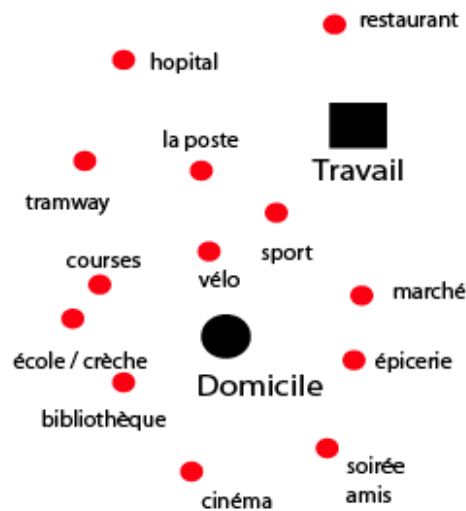 restaurant
hopital
la poste
Travail
tramway
sport
courses
vélo
marché
école / crèche
épicerie
Domicile
bibliothèque
soirée
amis
cinéma